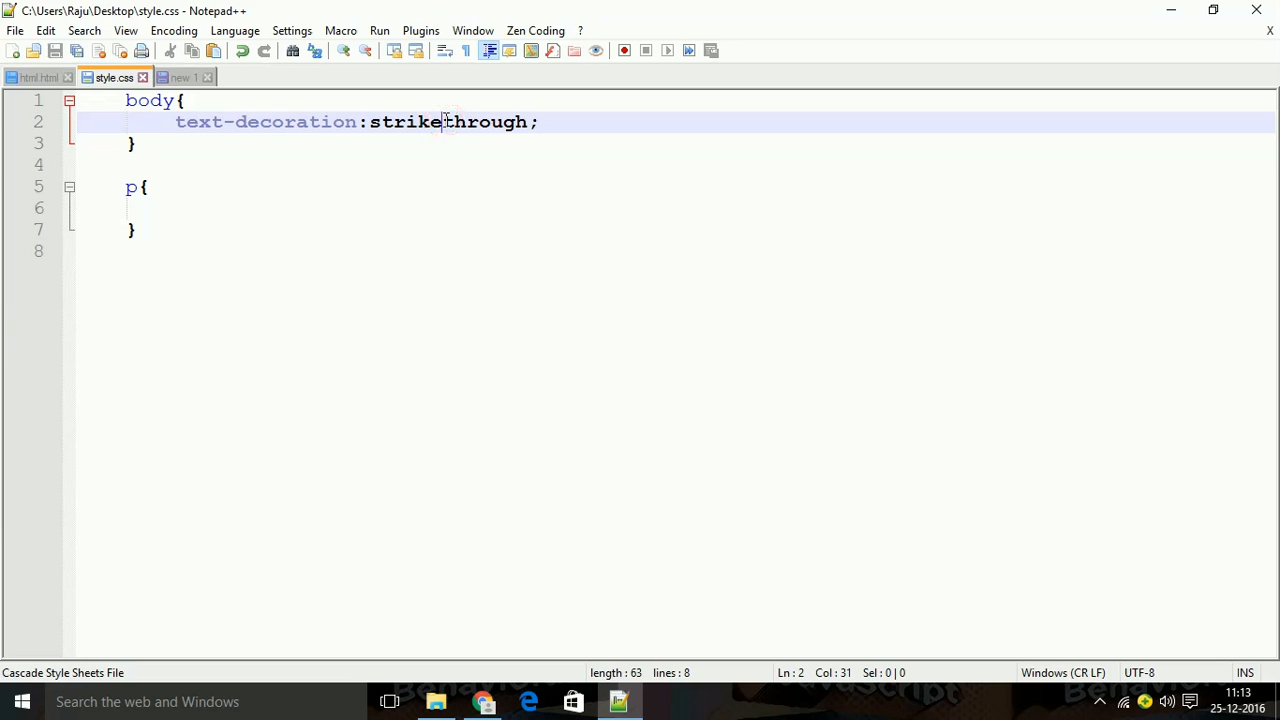 C:\Users\Raju\Desktop\style.css - Notepad++
File Edit Search View Encoding Language Settings Macro Run Plugins Window Zen Coding ? X
html.html style.css new 1
1 body{
2 text-decoration:strikethrough;
3 }
4
5 p{
6
7 }
8
Cascade Style Sheets File length : 63 lines : 8 Ln : 2 Col : 31 Sel : 0 | 0 Windows (CR LF) UTF-8 INS
Search the web and Windows
11:13
25-12-2016